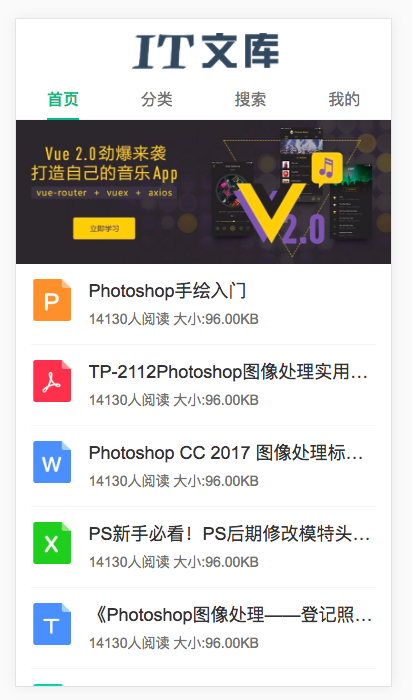 IT文库
首页 分类 搜索 我的
Vue 2.0劲爆来袭
打造自己的音乐App
vue-router + vuex + axios
立即学习
V 2.0
P
Photoshop手绘入门
14130人阅读 大小:96.00KB
TP-2112Photoshop图像处理实用…
14130人阅读 大小:96.00KB
W
Photoshop CC 2017 图像处理标…
14130人阅读 大小:96.00KB
X
PS新手必看！PS后期修改模特头…
14130人阅读 大小:96.00KB
T
《Photoshop图像处理——登记照…
14130人阅读 大小:96.00KB